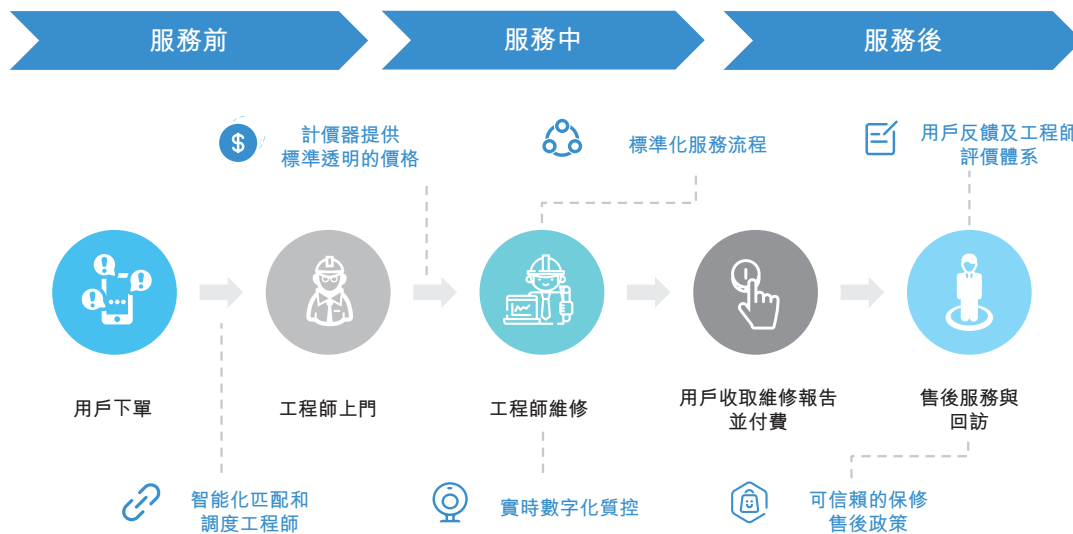 服務前
服務中
服務後
計價器提供
標準透明的價格
標準化服務流程
用戶反饋及工程師
評價體系
用戶下單
工程師上門
工程師維修
用戶收取維修報告
並付費
售後服務與
回訪
智能化匹配和
調度工程師
實時數字化質控
可信賴的保修
售後政策